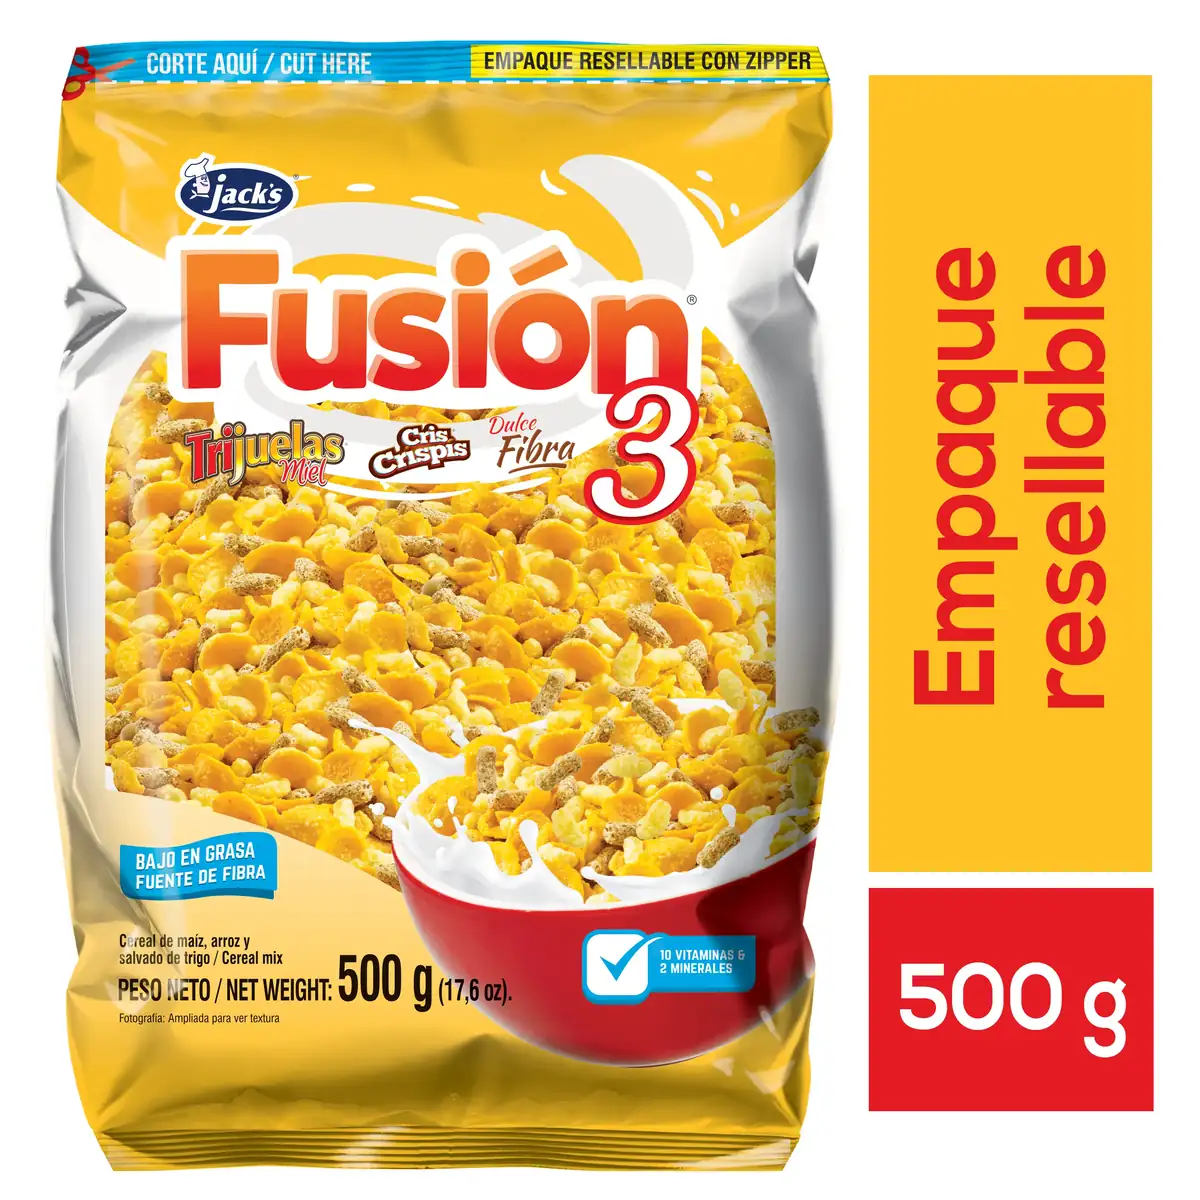 CORTE AQUÍ / CUT HERE
EMPAQUE RESELLABLE CON ZIPPER
jack's®
Fusión®
3
Trijuelas
Miel
Cris
Crispis
Dulce
Fibra
BAJO EN GRASA
FUENTE DE FIBRA
Cereal de maíz, arroz y
salvado de trigo / Cereal mix
PESO NETO / NET WEIGHT: 500 g (17,6 oz).
Fotografía: Ampliada para ver textura
10 VITAMINAS &
2 MINERALES
Empaque
resellable
500 g